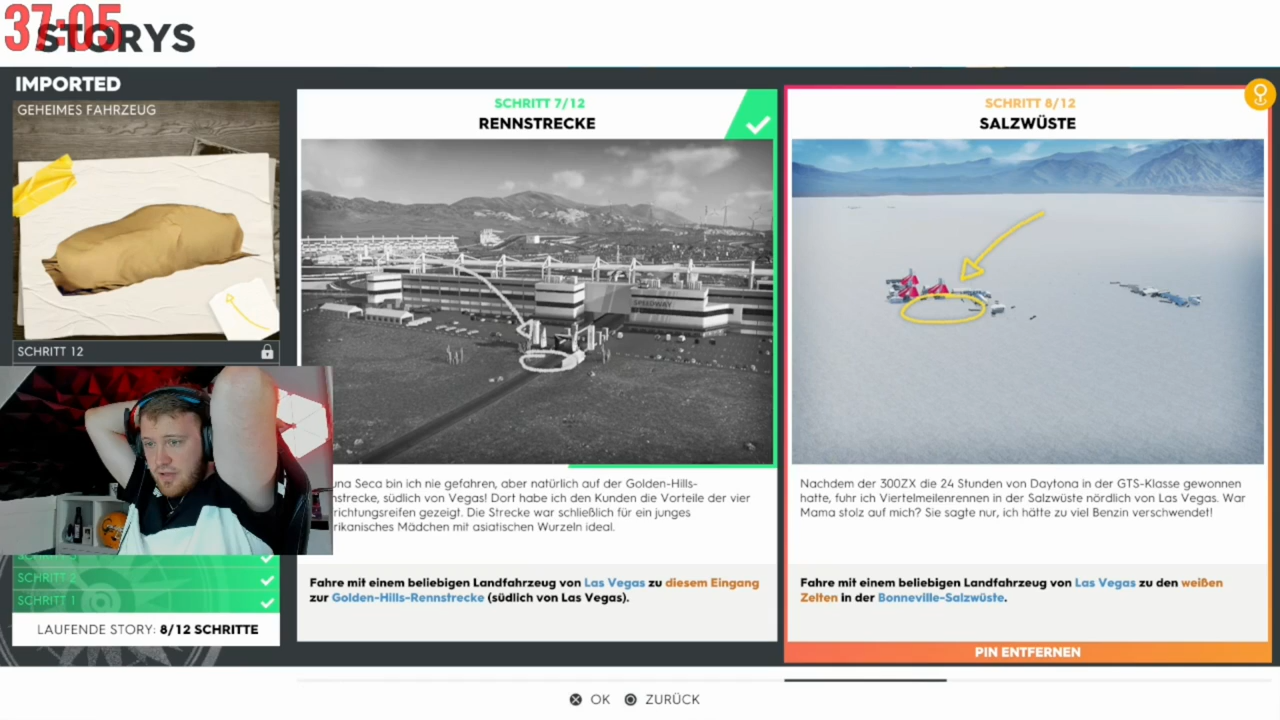 37:05
STORYS
IMPORTED
GEHEIMES FAHRZEUG
SCHRITT 12
SCHRITT 2
SCHRITT 1
LAUFENDE STORY: 8/12 SCHRITTE
SCHRITT 7/12
RENNSTRECKE
SPEEDWAY
una Seca bin ich nie gefahren, aber natürlich auf der Golden-Hills-
nstrecke, südlich von Vegas! Dort habe ich den Kunden die Vorteile der vier
richtungsreifen gezeigt. Die Strecke war schließlich für ein junges
rikanisches Mädchen mit asiatischen Wurzeln ideal.
Fahre mit einem beliebigen Landfahrzeug von Las Vegas zu diesem Eingang
zur Golden-Hills-Rennstrecke (südlich von Las Vegas).
SCHRITT 8/12
SALZWÜSTE
Nachdem der 300ZX die 24 Stunden von Daytona in der GTS-Klasse gewonnen
hatte, fuhr ich Viertelmeilenrennen in der Salzwüste nördlich von Las Vegas. War
Mama stolz auf mich? Sie sagte nur, ich hätte zu viel Benzin verschwendet!
Fahre mit einem beliebigen Landfahrzeug von Las Vegas zu den weißen
Zelten in der Bonneville-Salzwüste.
PIN ENTFERNEN
OK
ZURÜCK